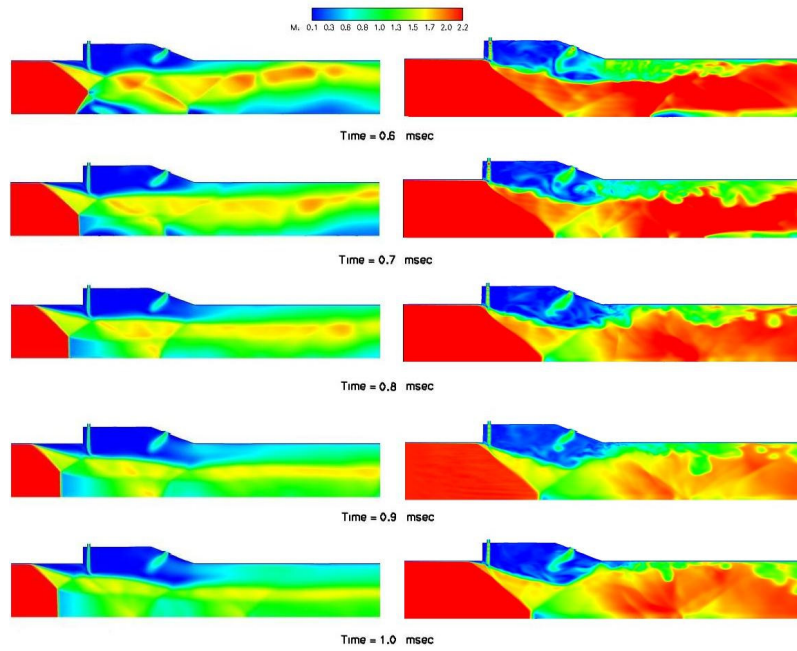 M: 0.1 0.3 0.6 0.8 1.0 1.3 1.5 1.7 2.0 2.2
Time = 0.6 msec
Time = 0.7 msec
Time = 0.8 msec
Time = 0.9 msec
Time = 1.0 msec